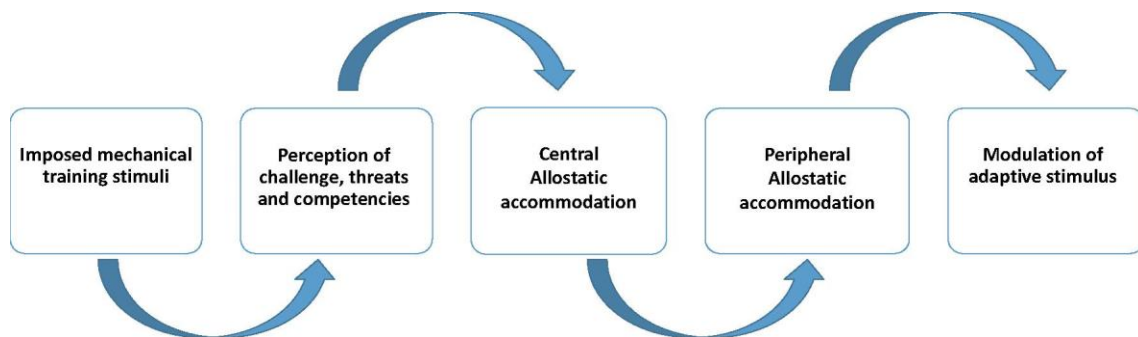 Imposed mechanical
training stimuli
Perception of
challenge, threats
and competencies
Central
Allostatic
accommodation
Peripheral
Allostatic
accommodation
Modulation of
adaptive stimulus